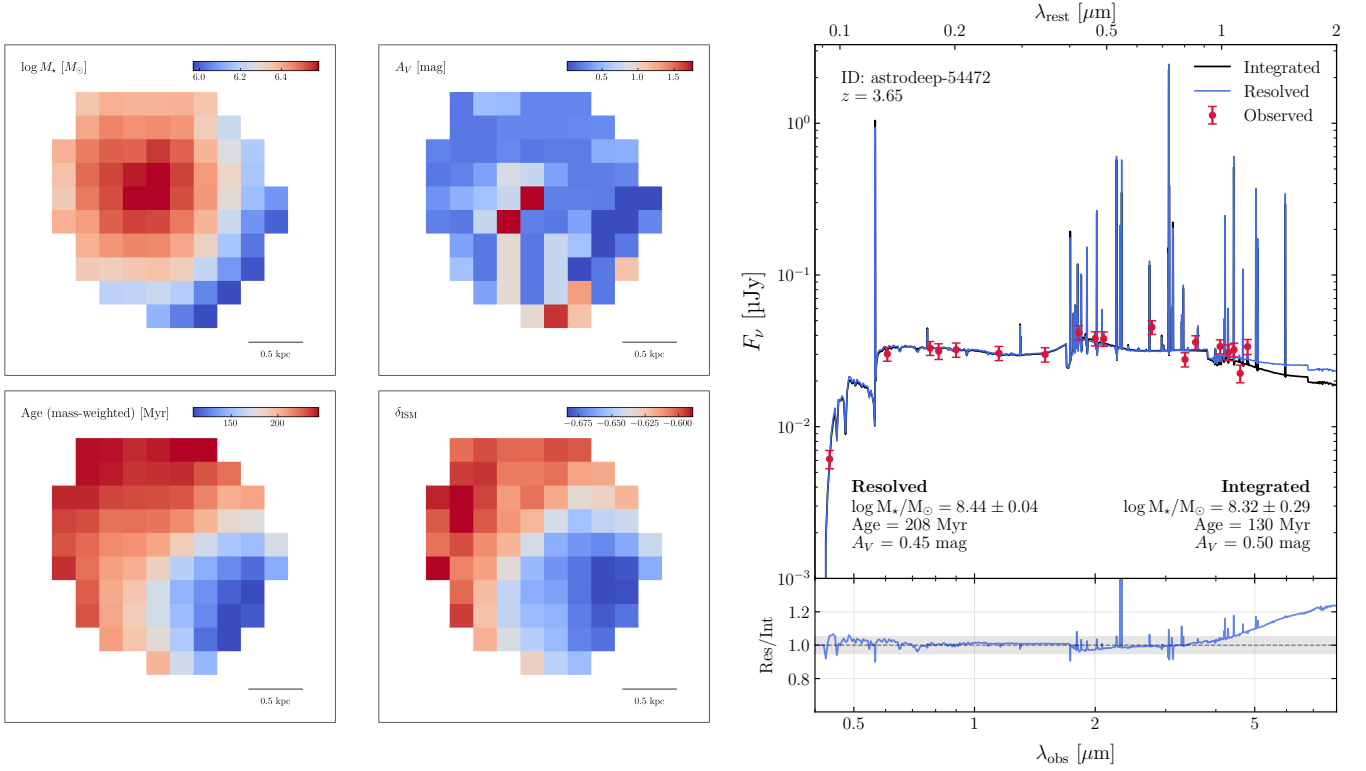 log M⋆ [M⊙]
6.0 6.2 6.4
0.5 kpc
A_V [mag]
0.5 1.0 1.5
Age (mass-weighted) [Myr]
150 200
0.5 kpc
δ_ISM
−0.675 −0.650 −0.625 −0.600
0.5 kpc
λ_rest [μm]
0.1 0.2 0.5 1 2
ID: astrodeep-54472
z = 3.65
Integrated
Resolved
Observed
F_ν [μJy]
10⁰
10⁻¹
10⁻²
10⁻³
Resolved
log M⋆/M⊙ = 8.44 ± 0.04
Age = 208 Myr
A_V = 0.45 mag
Integrated
log M⋆/M⊙ = 8.32 ± 0.29
Age = 130 Myr
A_V = 0.50 mag
Res/Int
1.2
1.0
0.8
0.5 1 2 5
λ_obs [μm]